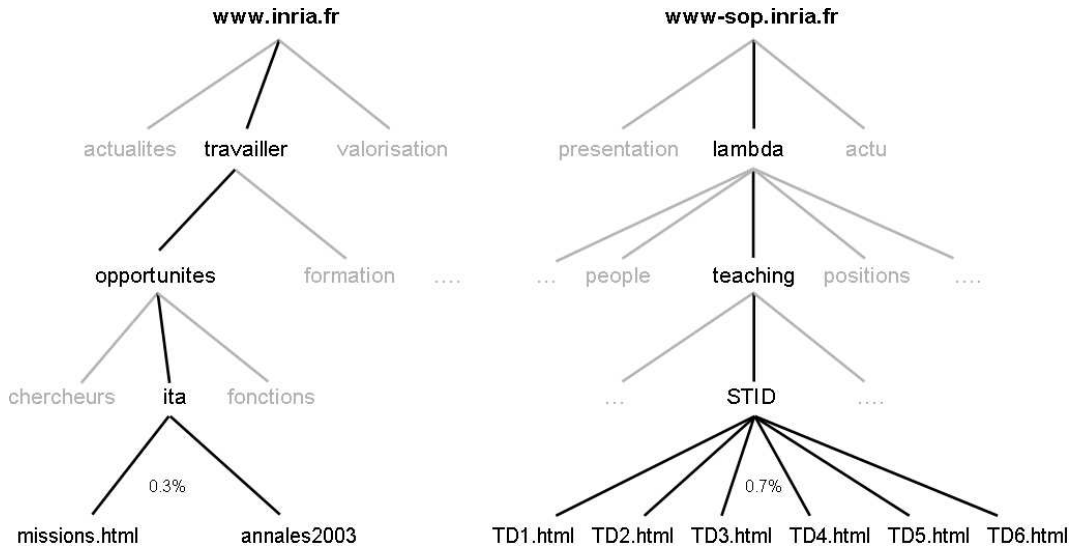 www.inria.fr www-sop.inria.fr
actualites travailler valorisation presentation lambda actu
opportunites formation .... ... people teaching positions ....
chercheurs ita fonctions ... STID ....
0.3% 0.7%
missions.html annales2003 TD1.html TD2.html TD3.html TD4.html TD5.html TD6.html